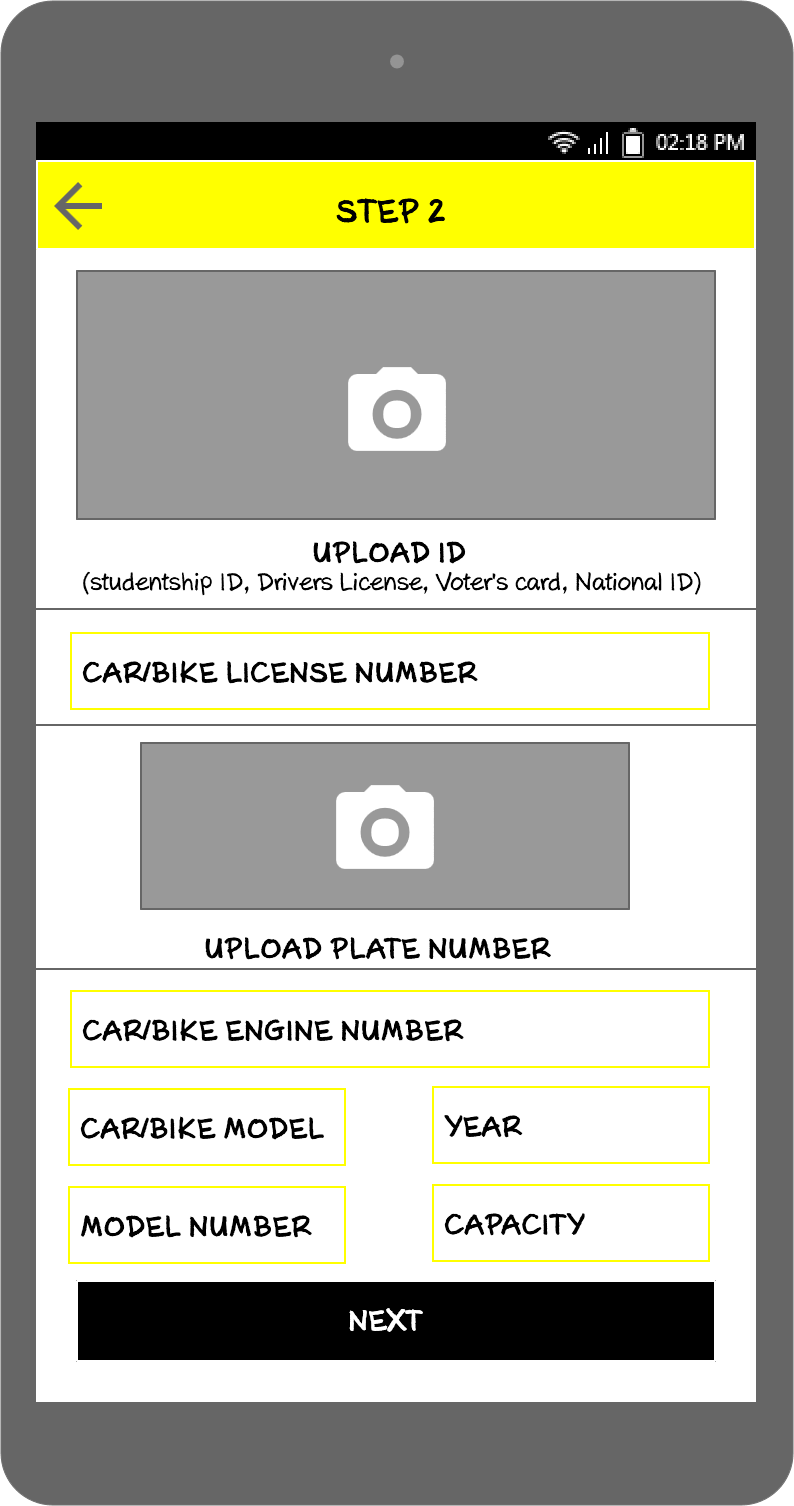 02:18 PM
STEP 2
UPLOAD ID
(studentship ID, Drivers License, Voter's card, National ID)
CAR/BIKE LICENSE NUMBER
UPLOAD PLATE NUMBER
CAR/BIKE ENGINE NUMBER
CAR/BIKE MODEL
YEAR
MODEL NUMBER
CAPACITY
NEXT